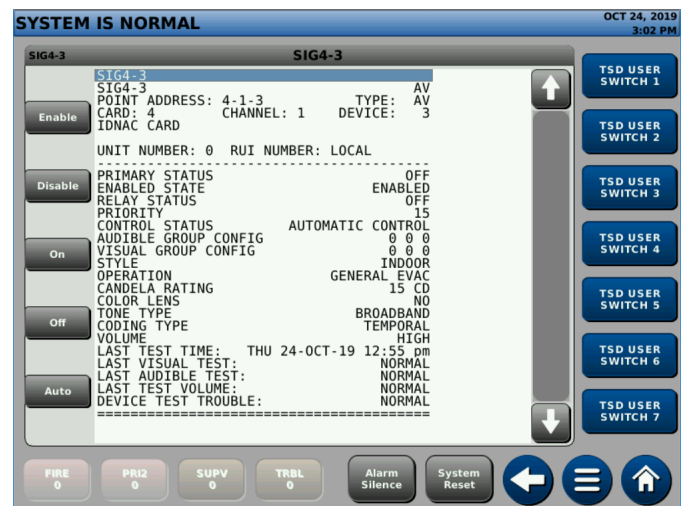 SYSTEM IS NORMAL
OCT 24, 2019
3:02 PM
SIG4-3
SIG4-3
SIG4-3
SIG4-3 AV
POINT ADDRESS: 4-1-3 TYPE: AV
CARD: 4 CHANNEL: 1 DEVICE: 3
IDNAC CARD
UNIT NUMBER: 0 RUI NUMBER: LOCAL
----------------------------------------
PRIMARY STATUS OFF
ENABLED STATE ENABLED
RELAY STATUS OFF
PRIORITY 15
CONTROL STATUS AUTOMATIC CONTROL
AUDIBLE GROUP CONFIG 0 0 0
VISUAL GROUP CONFIG 0 0 0
STYLE INDOOR
OPERATION GENERAL EVAC
CANDELA RATING 15 CD
COLOR LENS NO
TONE TYPE BROADBAND
CODING TYPE TEMPORAL
VOLUME HIGH
LAST TEST TIME: THU 24-OCT-19 12:55 pm
LAST VISUAL TEST: NORMAL
LAST AUDIBLE TEST: NORMAL
LAST TEST VOLUME: NORMAL
DEVICE TEST TROUBLE: NORMAL
========================================
Enable
Disable
On
Off
Auto
TSD USER
SWITCH 1
TSD USER
SWITCH 2
TSD USER
SWITCH 3
TSD USER
SWITCH 4
TSD USER
SWITCH 5
TSD USER
SWITCH 6
TSD USER
SWITCH 7
FIRE
0
PRI2
0
SUPV
0
TRBL
0
Alarm
Silence
System
Reset